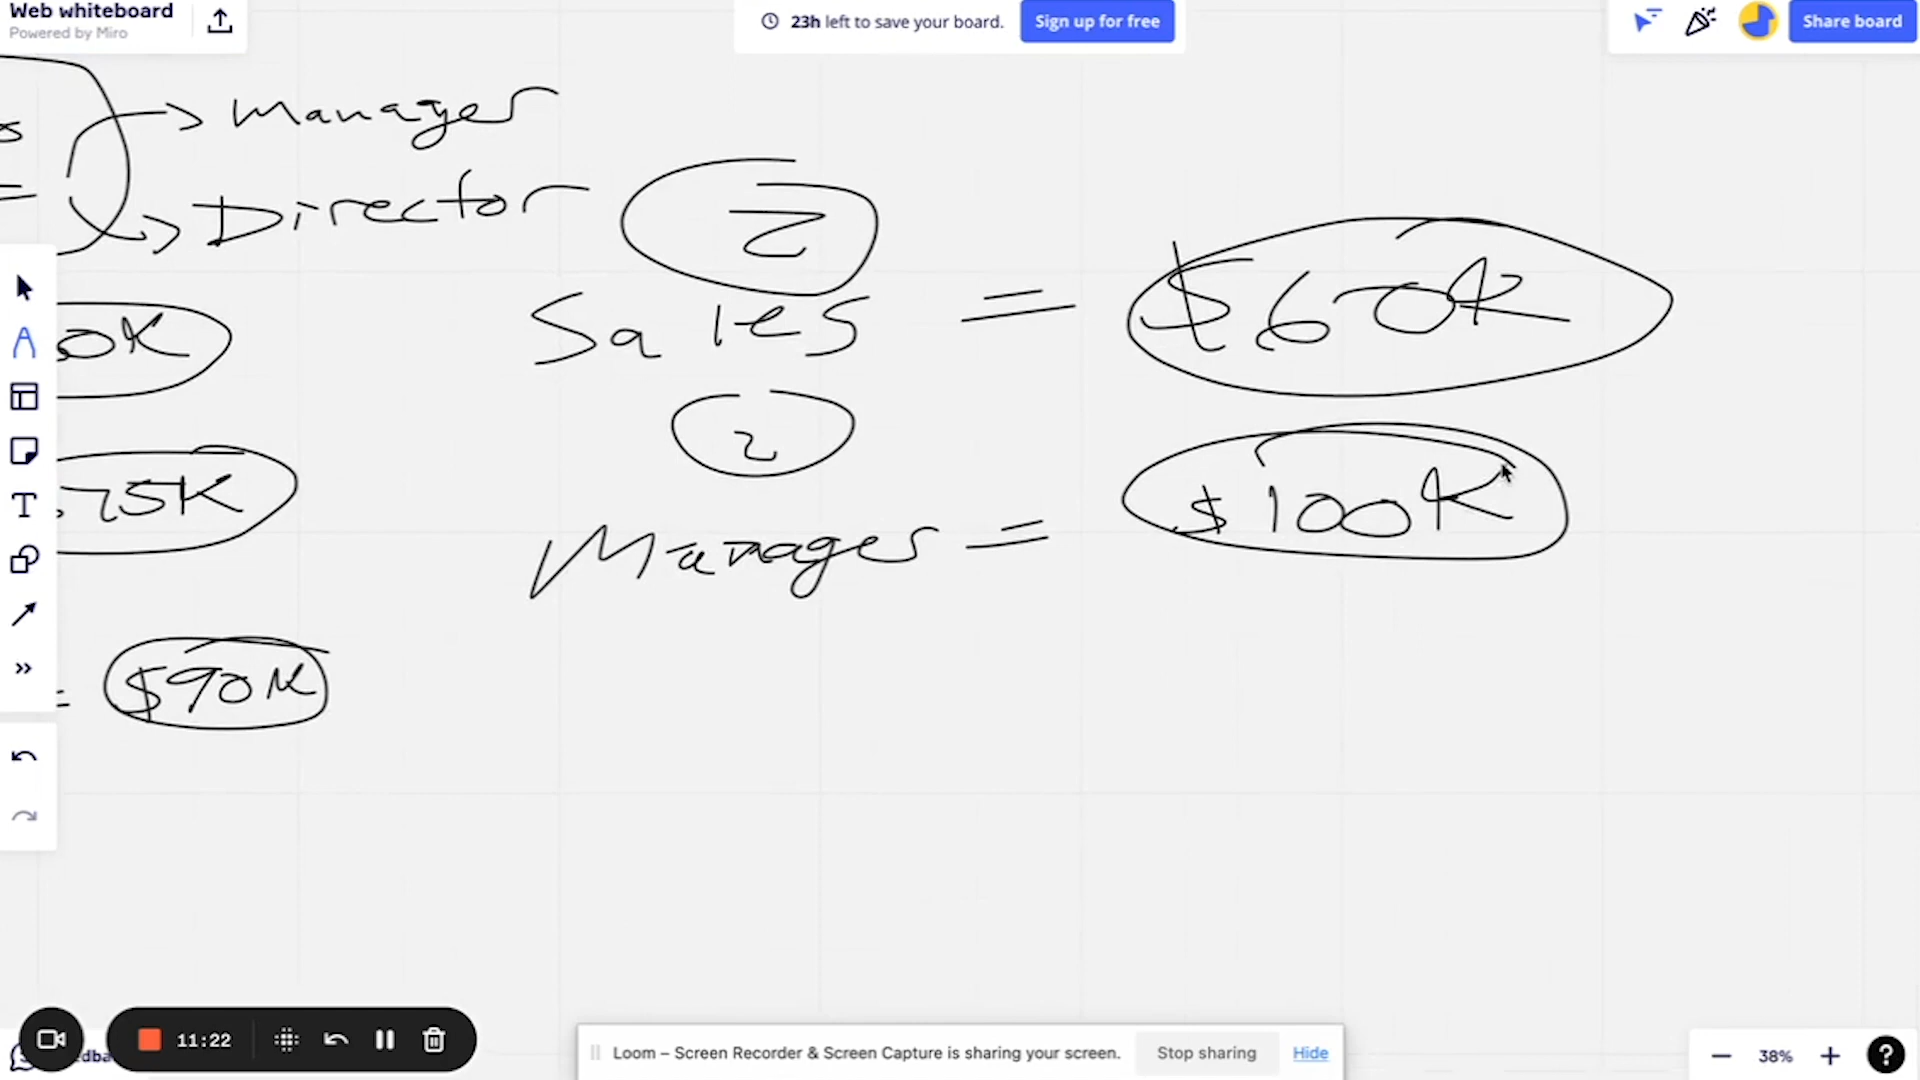 Web whiteboard
Powered by Miro
23h left to save your board.
Sign up for free
Share board
→ Manager
→ Director
2
Sales = $60K
2
Manager = $100K
0K
75K
= $90K
T
»
11:22
Loom – Screen Recorder & Screen Capture is sharing your screen.
Stop sharing
Hide
− 38% + ?